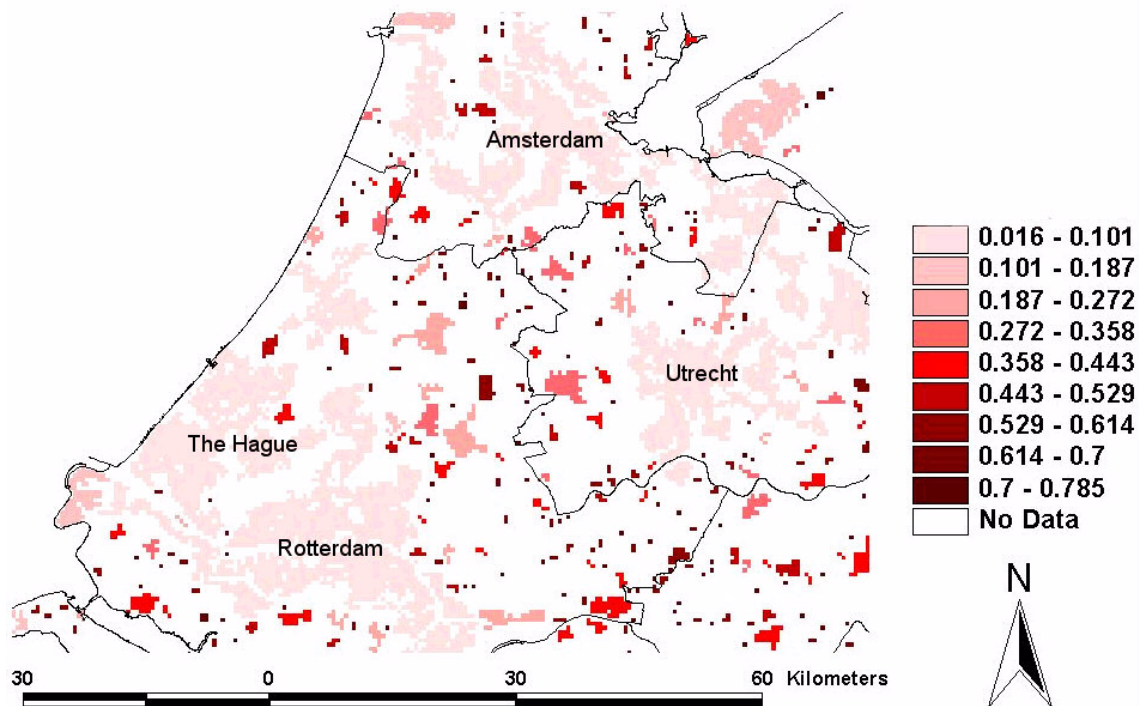 Amsterdam
Utrecht
The Hague
Rotterdam
0.016 - 0.101
0.101 - 0.187
0.187 - 0.272
0.272 - 0.358
0.358 - 0.443
0.443 - 0.529
0.529 - 0.614
0.614 - 0.7
0.7 - 0.785
No Data
N
30 0 30 60 Kilometers